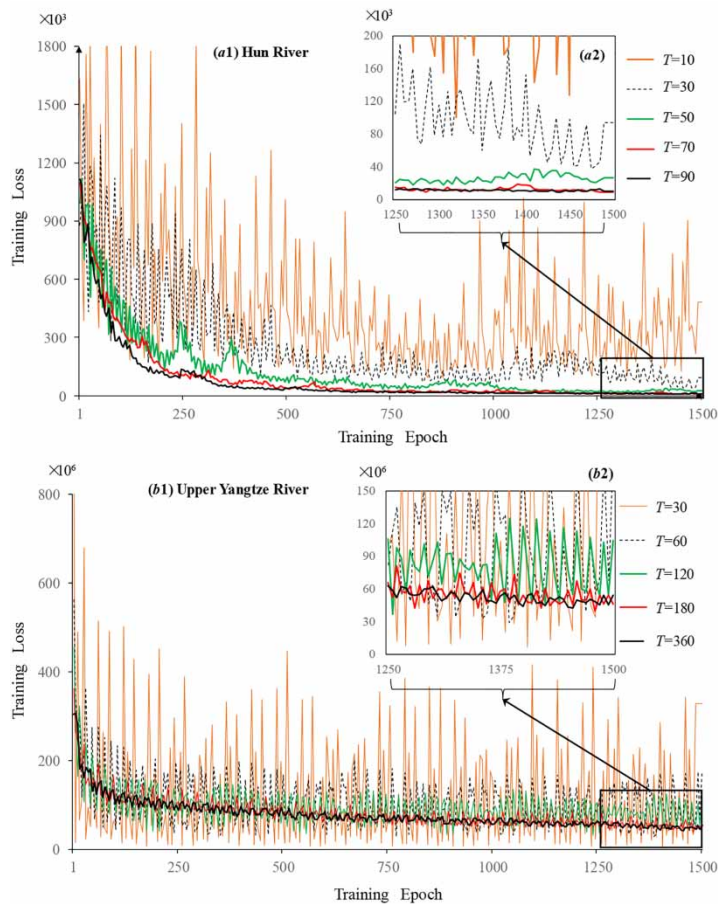 ×10³
1800
1500
1200
900
600
300
0
(a1) Hun River
Training Loss
1 250 500 750 1000 1250 1500
Training Epoch
×10³
200
160
120
80
40
0
(a2)
1250 1300 1350 1400 1450 1500
T=10
T=30
T=50
T=70
T=90
×10⁶
800
600
400
200
0
(b1) Upper Yangtze River
Training Loss
1 250 500 750 1000 1250 1500
Training Epoch
×10⁶
150
120
90
60
30
0
(b2)
1250 1375 1500
T=30
T=60
T=120
T=180
T=360